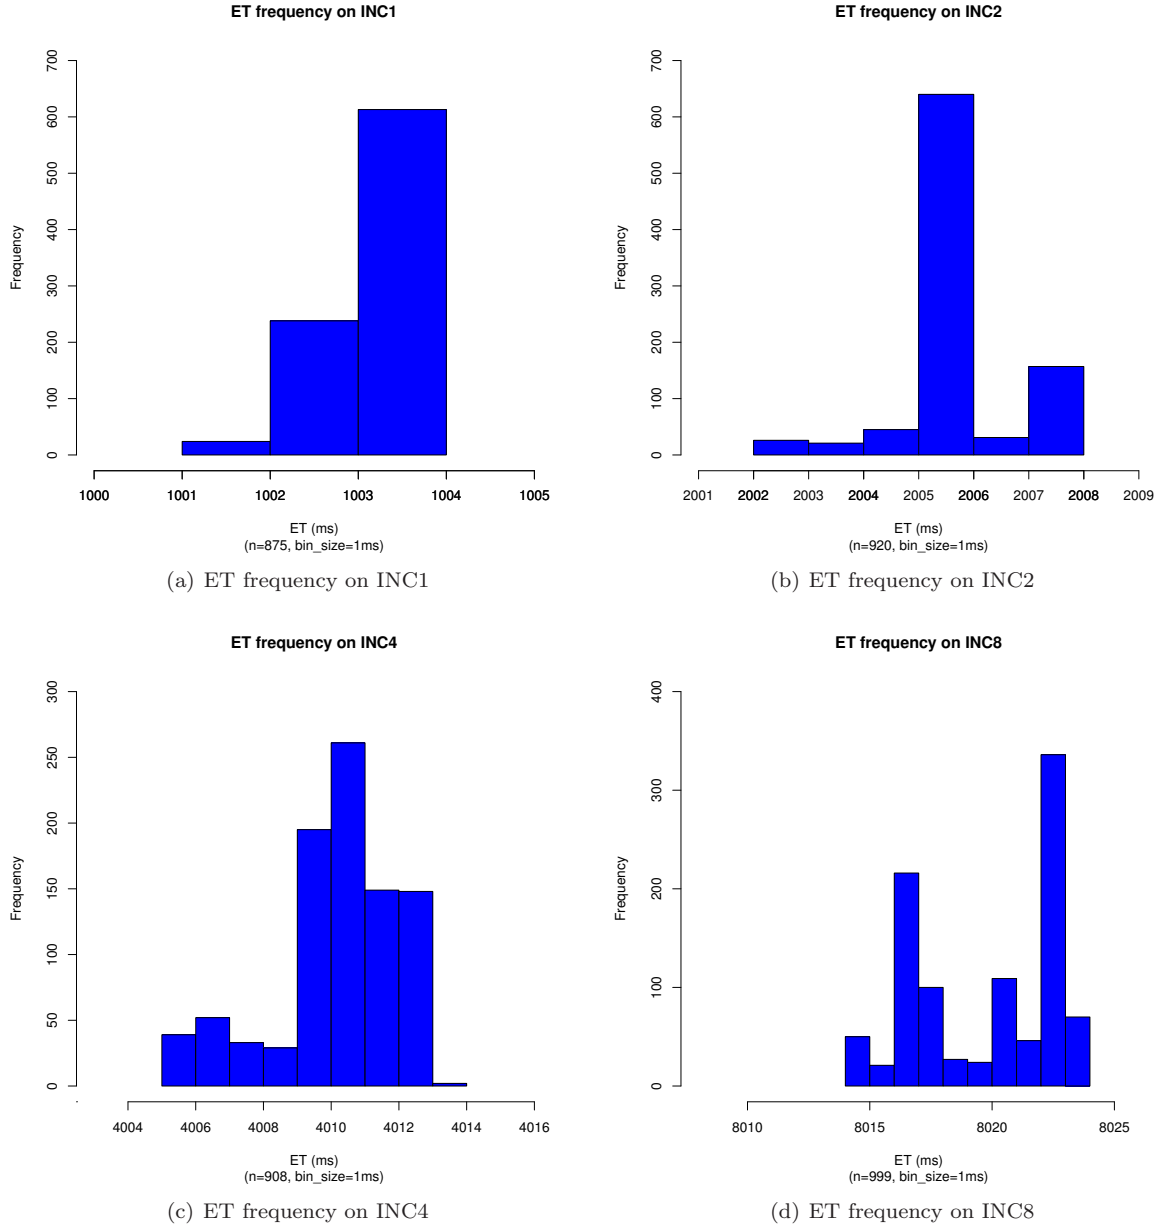 ET frequency on INC1
700
600
500
400
300
200
100
0
Frequency
1000 1001 1002 1003 1004 1005
ET (ms)
(n=875, bin_size=1ms)
(a) ET frequency on INC1
ET frequency on INC2
700
600
500
400
300
200
100
0
Frequency
2001 2002 2003 2004 2005 2006 2007 2008 2009
ET (ms)
(n=920, bin_size=1ms)
(b) ET frequency on INC2
ET frequency on INC4
300
250
200
150
100
50
0
Frequency
4004 4006 4008 4010 4012 4014 4016
ET (ms)
(n=908, bin_size=1ms)
(c) ET frequency on INC4
ET frequency on INC8
400
300
200
100
0
Frequency
8010 8015 8020 8025
ET (ms)
(n=999, bin_size=1ms)
(d) ET frequency on INC8